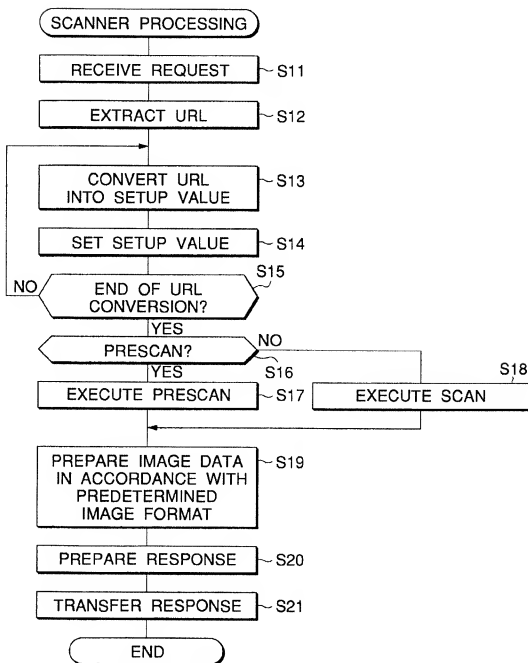 SCANNER PROCESSING
RECEIVE REQUEST
S11
EXTRACT URL
S12
CONVERT URL
INTO SETUP VALUE
S13
SET SETUP VALUE
S14
END OF URL
CONVERSION?
S15
NO
YES
PRESCAN?
S16
NO
YES
EXECUTE PRESCAN
S17
EXECUTE SCAN
S18
PREPARE IMAGE DATA
IN ACCORDANCE WITH
PREDETERMINED
IMAGE FORMAT
S19
PREPARE RESPONSE
S20
TRANSFER RESPONSE
S21
END